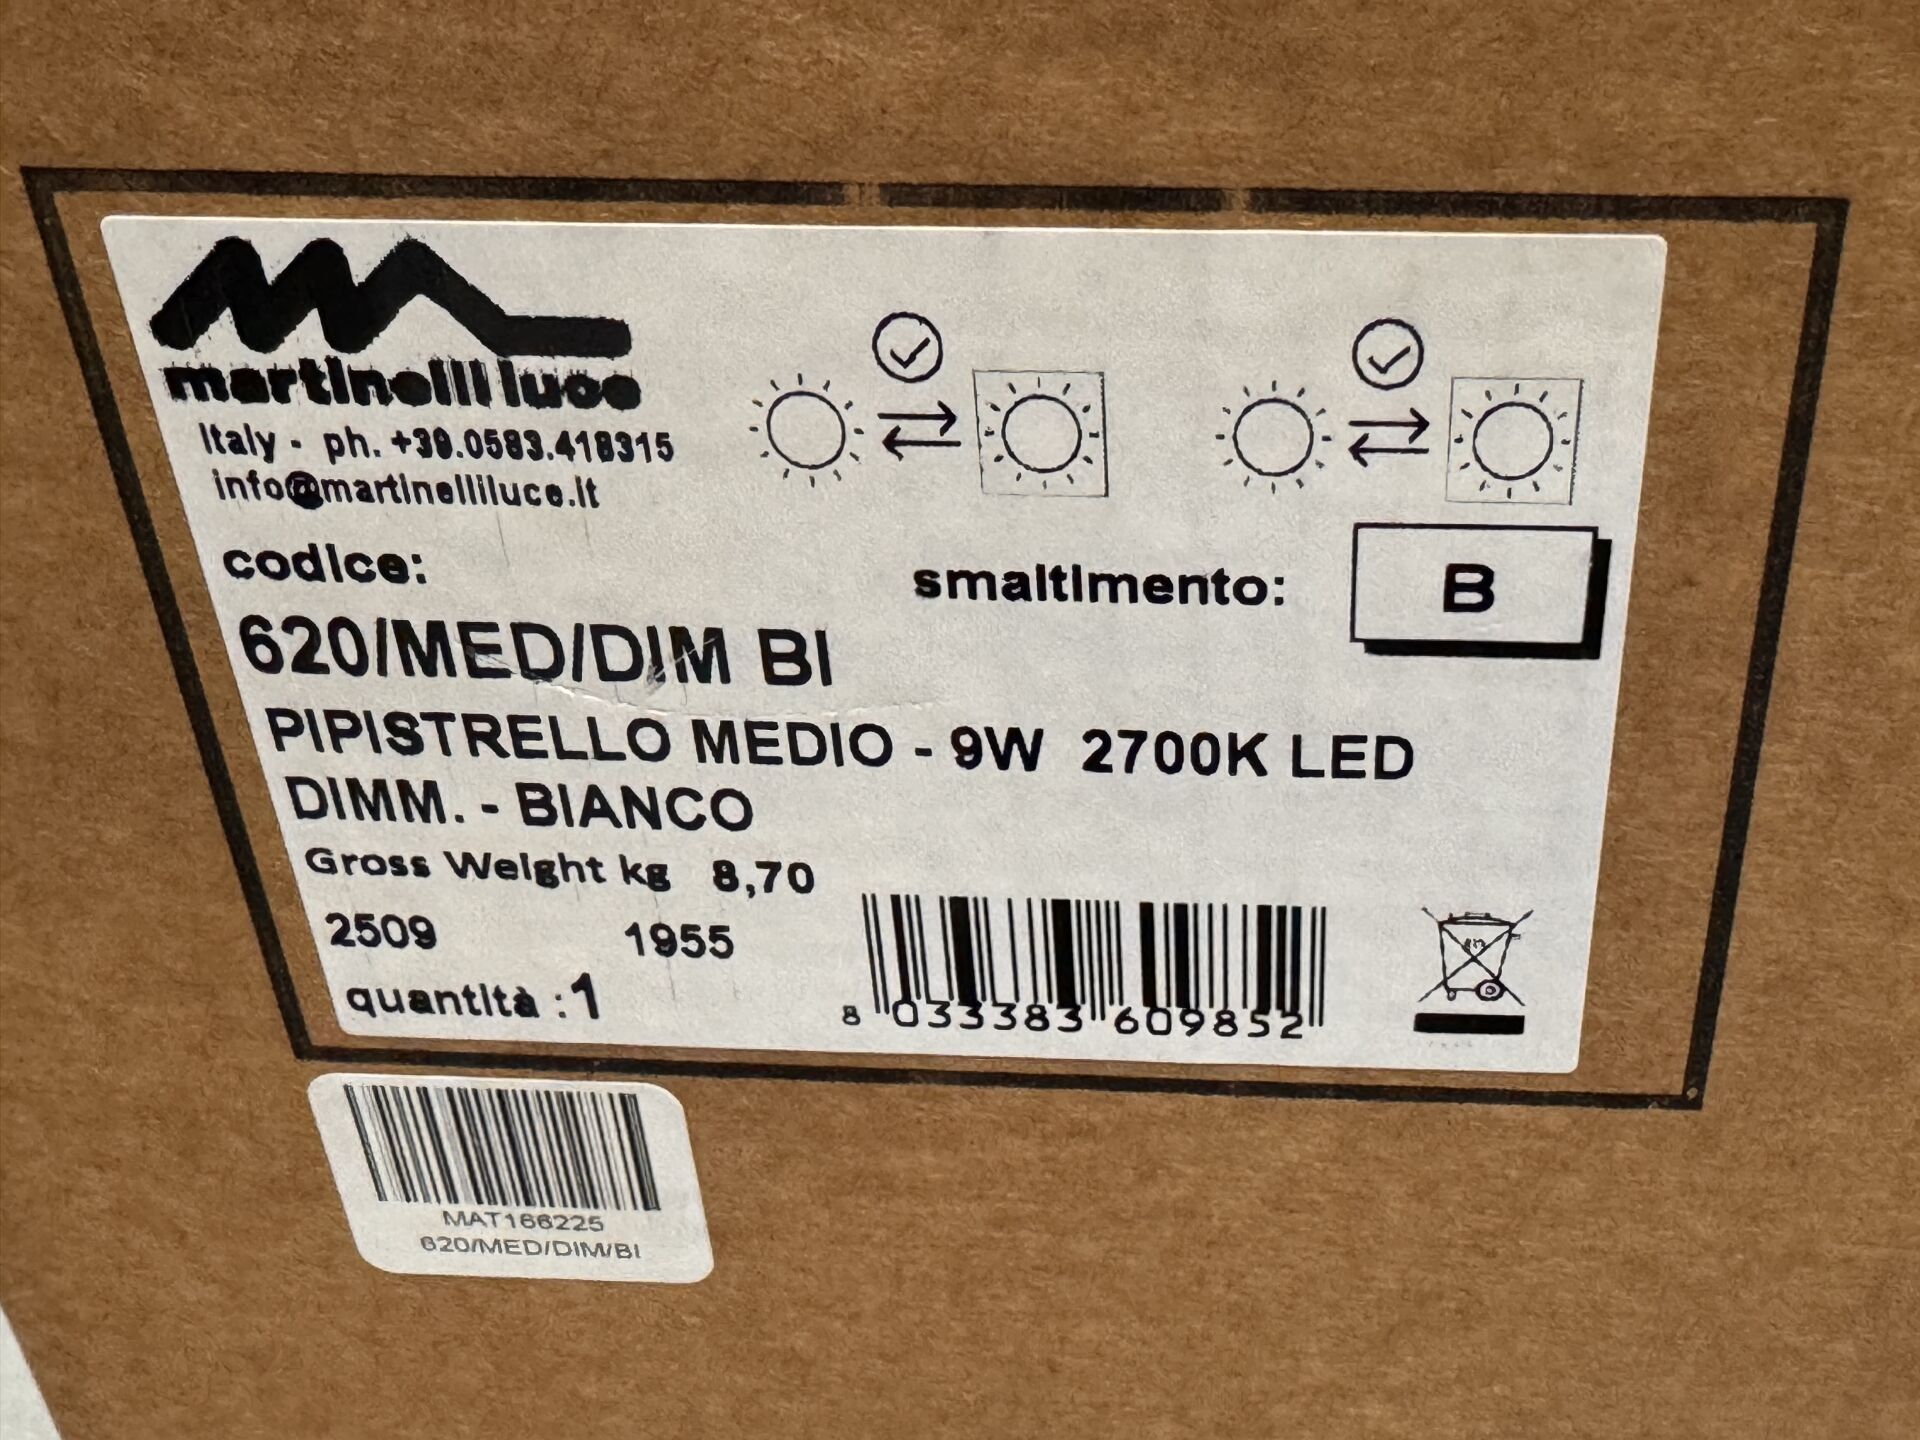 martinelli luce
Italy - ph. +39.0583.418315
info@martinelliluce.it
codice:
smaltimento: B
620/MED/DIM BI
PIPISTRELLO MEDIO - 9W 2700K LED
DIMM. - BIANCO
Gross Weight kg 8,70
2509 1955
quantità : 1
8 033383 609852
MAT166225
620/MED/DIM/BI